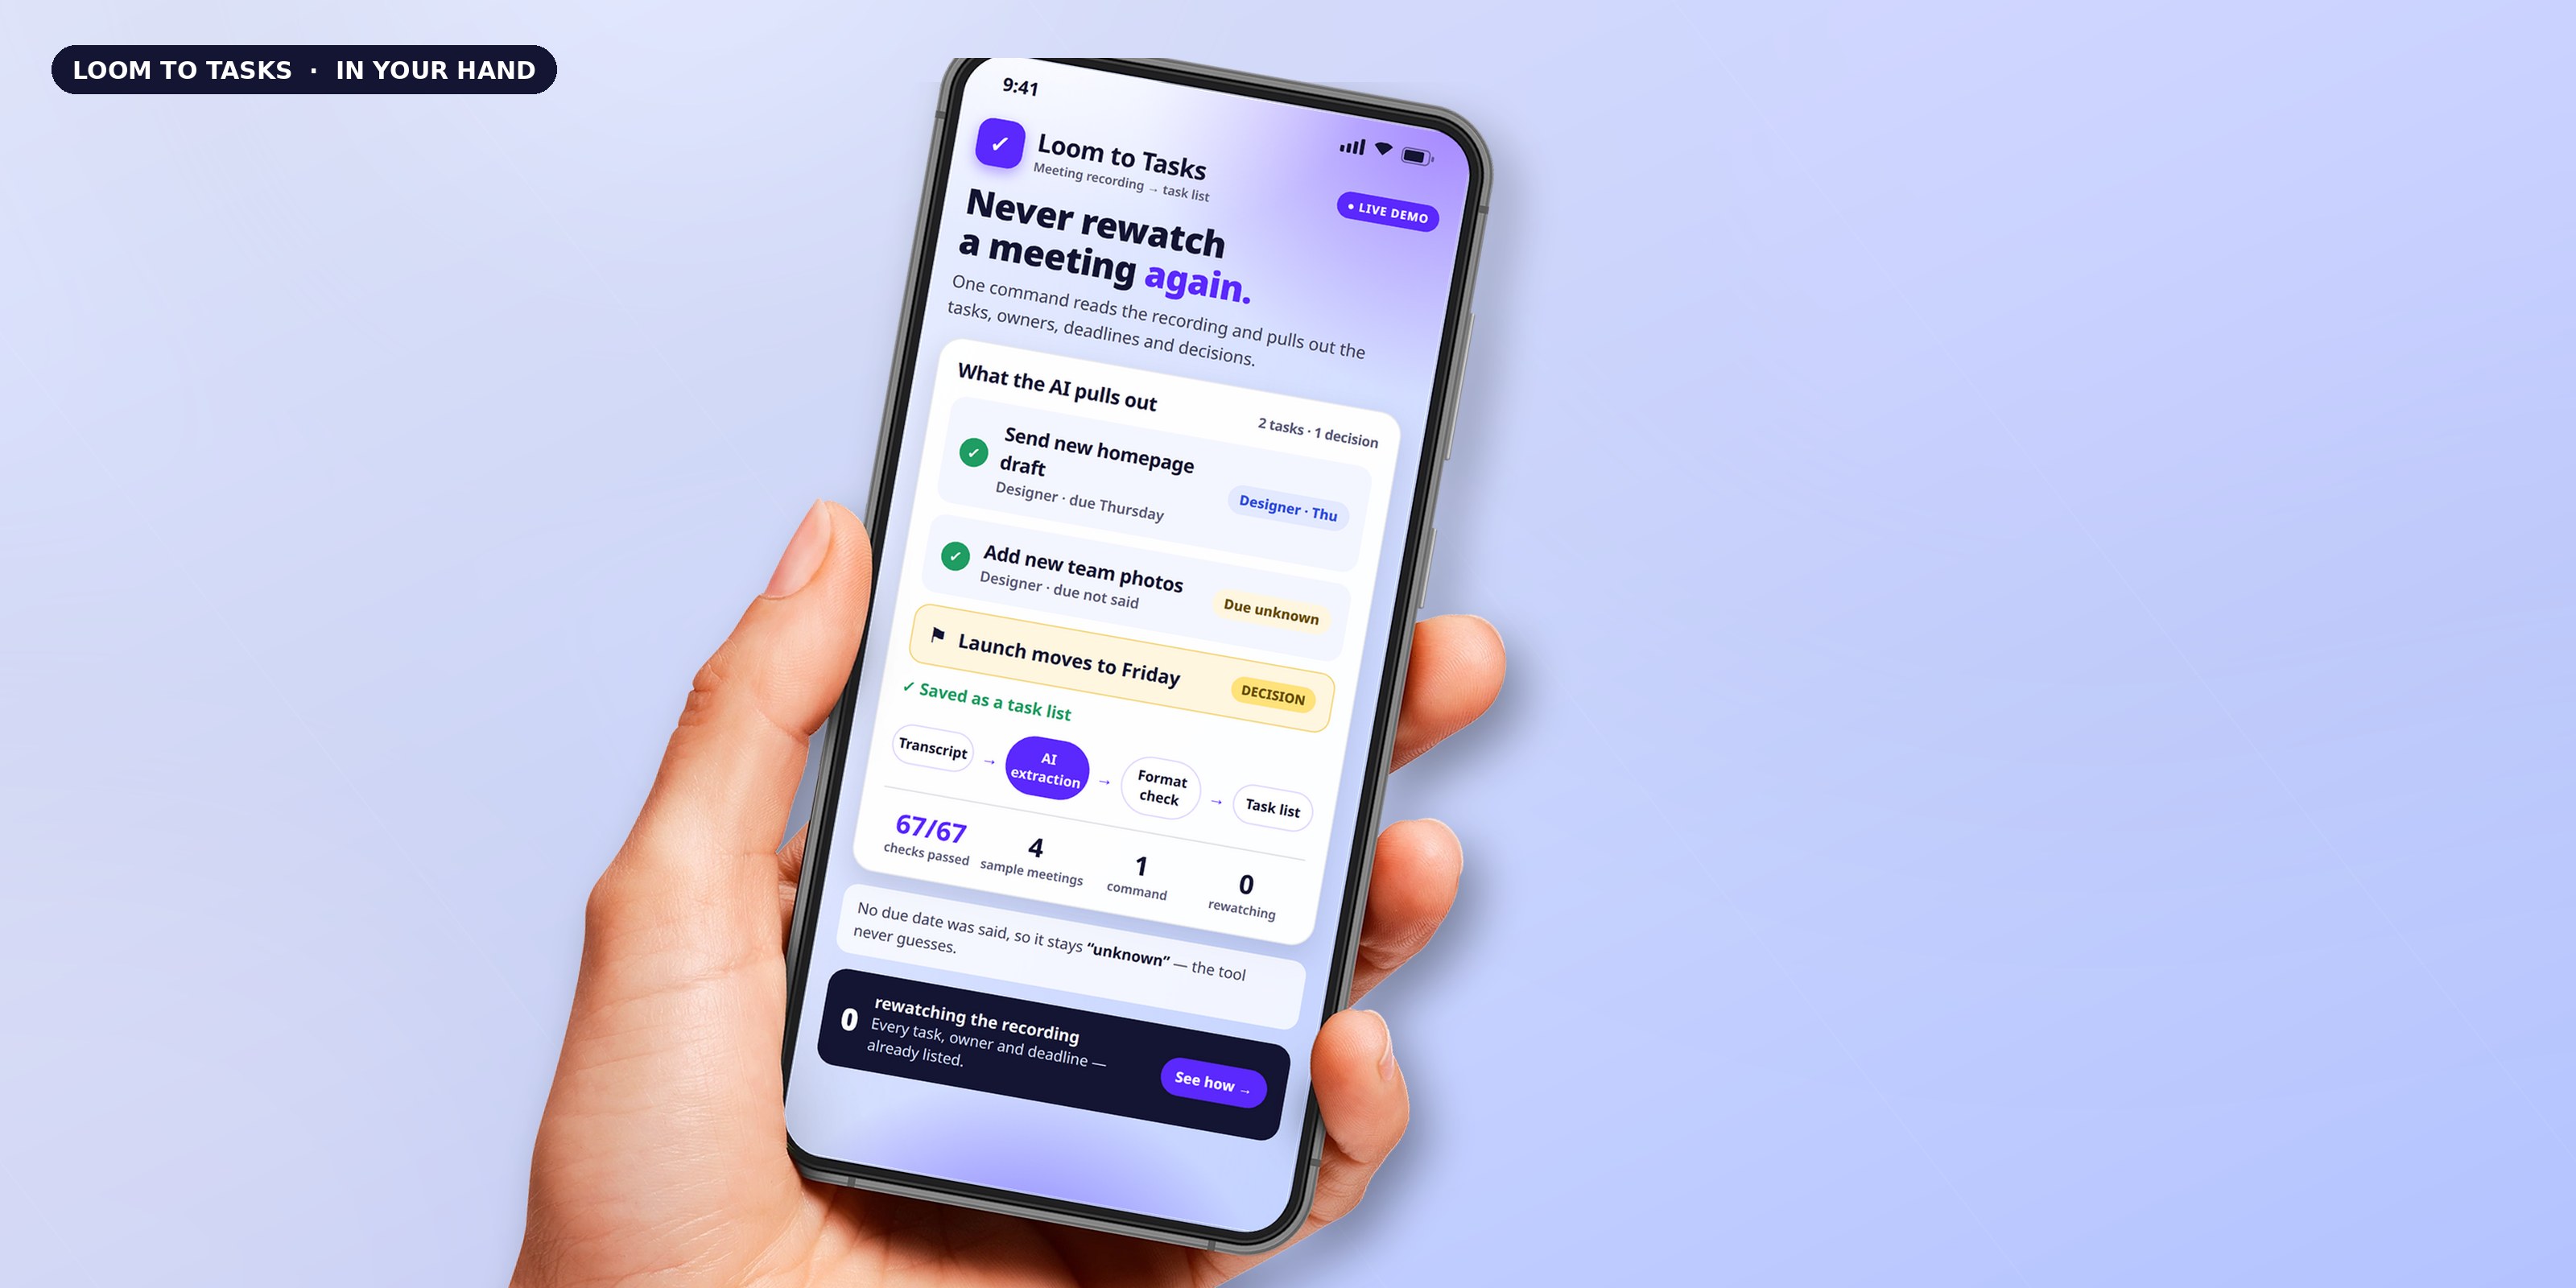 LOOM TO TASKS · IN YOUR HAND
9:41
✓
Loom to Tasks
Meeting recording → task list
• LIVE DEMO
Never rewatch
a meeting again.
One command reads the recording and pulls out the
tasks, owners, deadlines and decisions.
What the AI pulls out
2 tasks · 1 decision
✓
Send new homepage
draft
Designer · due Thursday
Designer · Thu
✓
Add new team photos
Designer · due not said
Due unknown
⚑ Launch moves to Friday
DECISION
✓ Saved as a task list
Transcript
→
AI
extraction
→
Format
check
→
Task list
67/67
checks passed
4
sample meetings
1
command
0
rewatching
No due date was said, so it stays “unknown” — the tool
never guesses.
0
rewatching the recording
Every task, owner and deadline —
already listed.
See how →